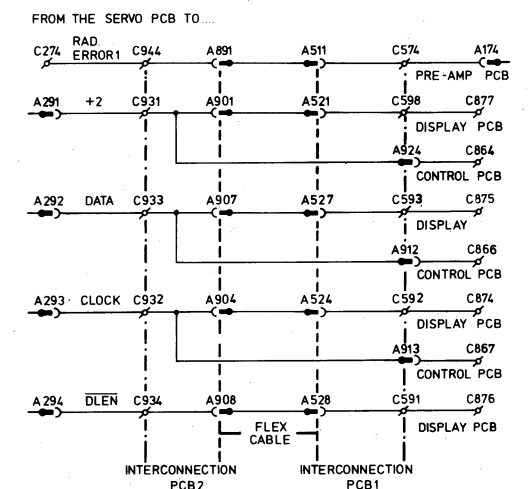 FROM THE SERVO PCB TO....
RAD.
C274 ERROR1 C944 A891 A511 C574 A174
PRE-AMP PCB
A291 +2 C931 A901 A521 C598 C877
DISPLAY PCB
A924 C864
CONTROL PCB
A292 DATA C933 A907 A527 C593 C875
DISPLAY
A912 C866
CONTROL PCB
A293 CLOCK C932 A904 A524 C592 C874
DISPLAY PCB
A913 C867
CONTROL PCB
A294 DLEN C934 A908 A528 C591 C876
DISPLAY PCB
FLEX
CABLE
INTERCONNECTION INTERCONNECTION
PCB2 PCB1